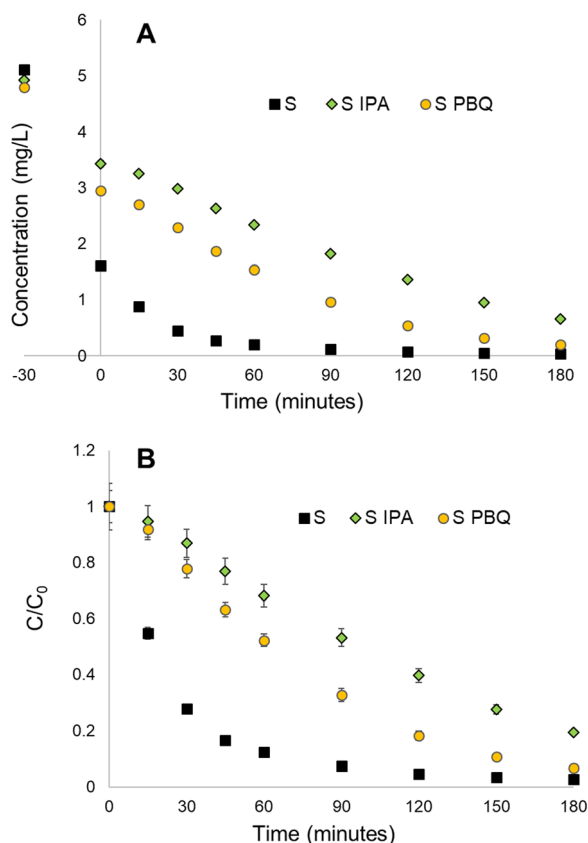 A
Concentration (mg/L)
6
5
4
3
2
1
0
S S IPA S PBQ
-30 0 30 60 90 120 150 180
Time (minutes)
B
C/C0
1.2
1
0.8
0.6
0.4
0.2
0
S S IPA S PBQ
0 30 60 90 120 150 180
Time (minutes)